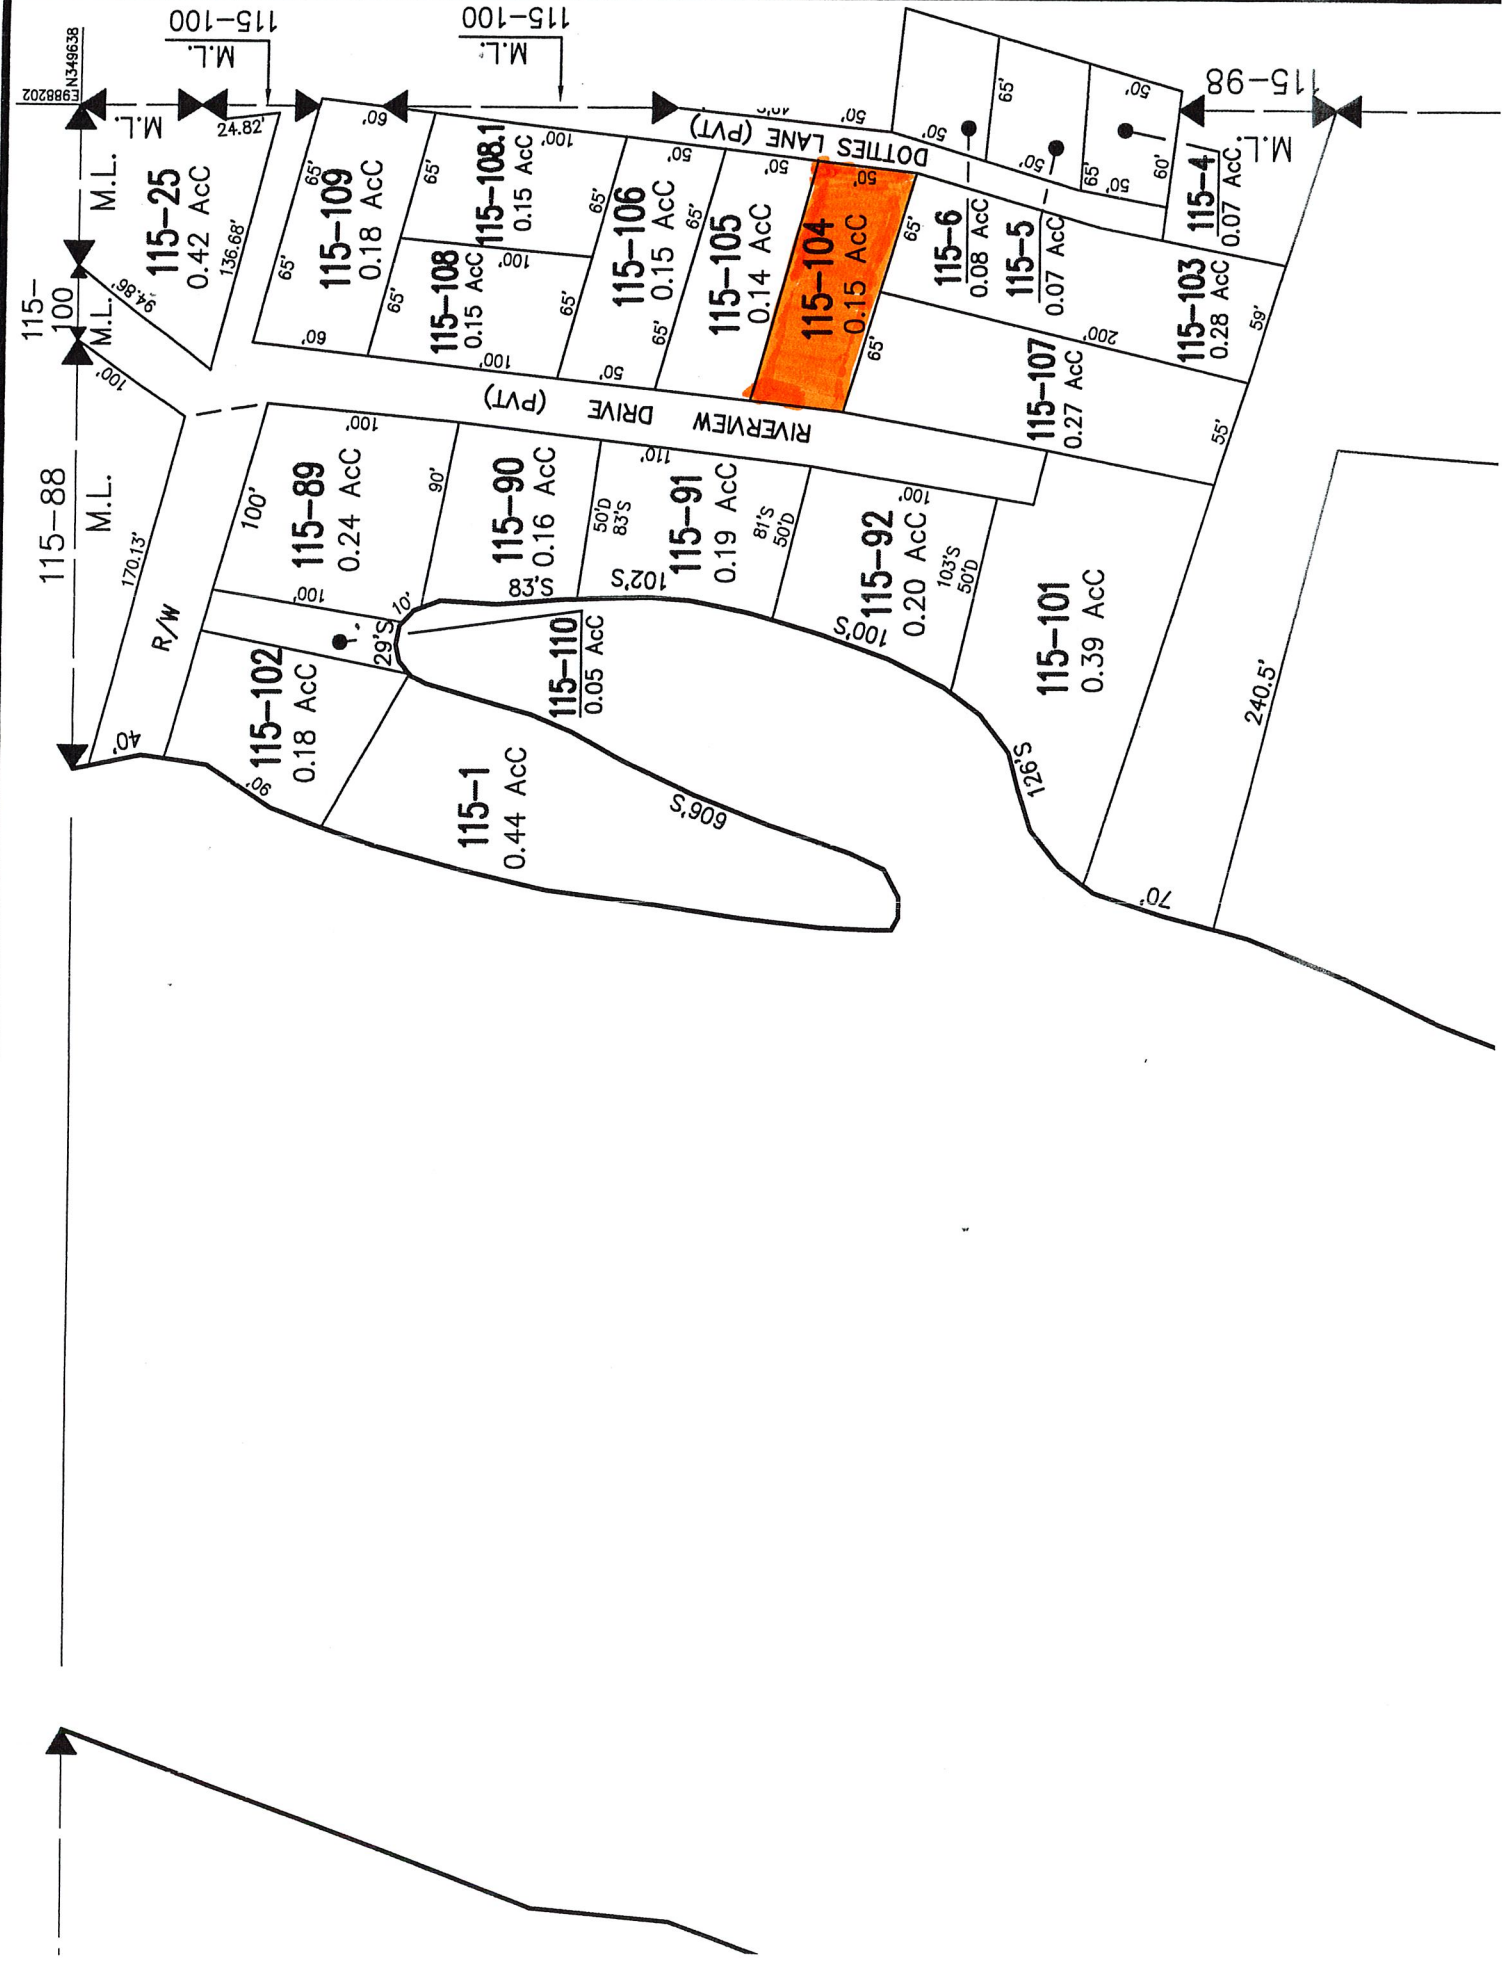 115-88
M.L.
115-
100
M.L.
M.L.
E988202
N349638
M.L.
M.L.
115-100
M.L.
115-100
24.82'
115-25
0.42 AcC
136.68'
94.86'
100'
170.13'
R/W
40'
100'
65'
65'
115-109
0.18 AcC
60'
60'
65'
65'
115-108.1
0.15 AcC
100'
115-108
0.15 AcC
100'
100'
65'
65'
115-106
0.15 AcC
50'
50'
65'
65'
115-105
0.14 AcC
50'
115-104
0.15 AcC
50'
65'
65'
DOTTIES LANE (PVT)
RIVERVIEW DRIVE (PVT)
50'
50'
65'
50'
65'
50'
50'
60'
115-6
0.08 AcC
115-5
0.07 AcC
115-4
0.07 AcC
M.L.
115-98
115-103
0.28 AcC
59'
200'
115-107
0.27 AcC
55'
115-89
0.24 AcC
100'
100'
90'
115-90
0.16 AcC
83'S
50'D
83'S
110'
115-91
0.19 AcC
102'S
81'S
50'D
115-92
0.20 AcC
100'
100'S
103'S
50'D
115-101
0.39 AcC
126'S
240.5'
70'
115-102
0.18 AcC
90'
29'S
10'
115-110
0.05 AcC
115-1
0.44 AcC
606'S